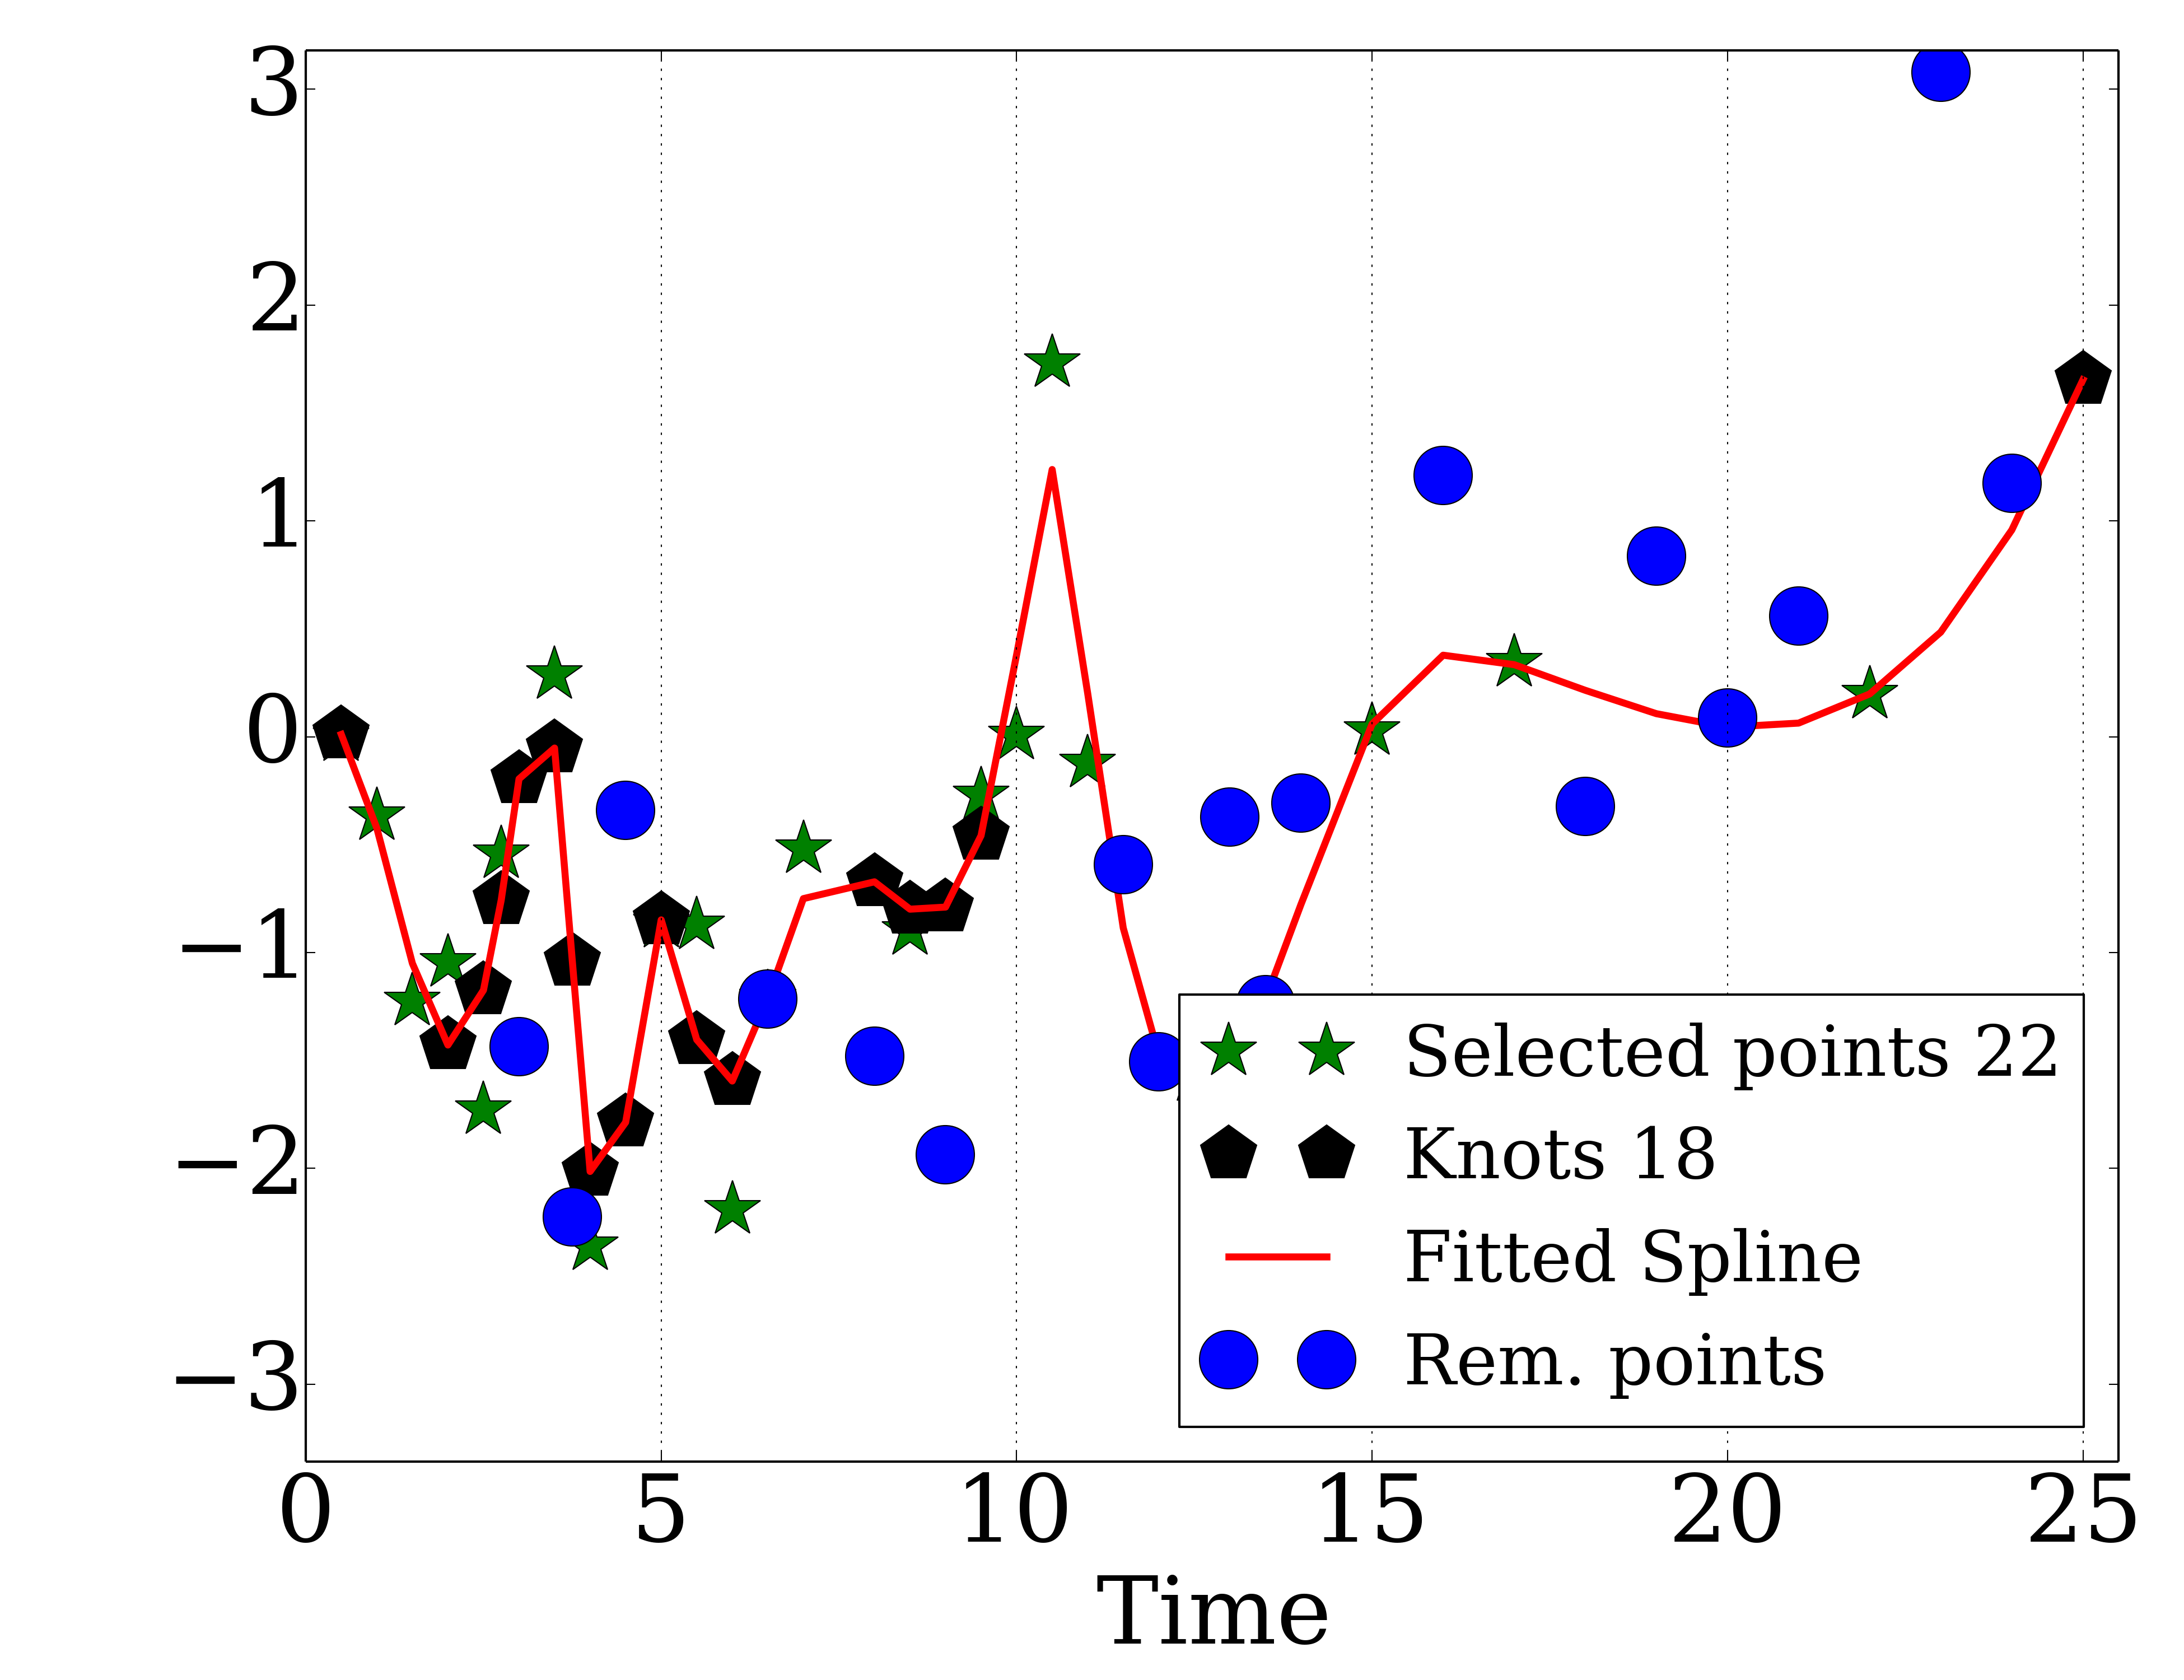 3
2
1
0
−1
−2
−3
Selected points 22
Knots 18
Fitted Spline
Rem. points
0 5 10 15 20 25
Time